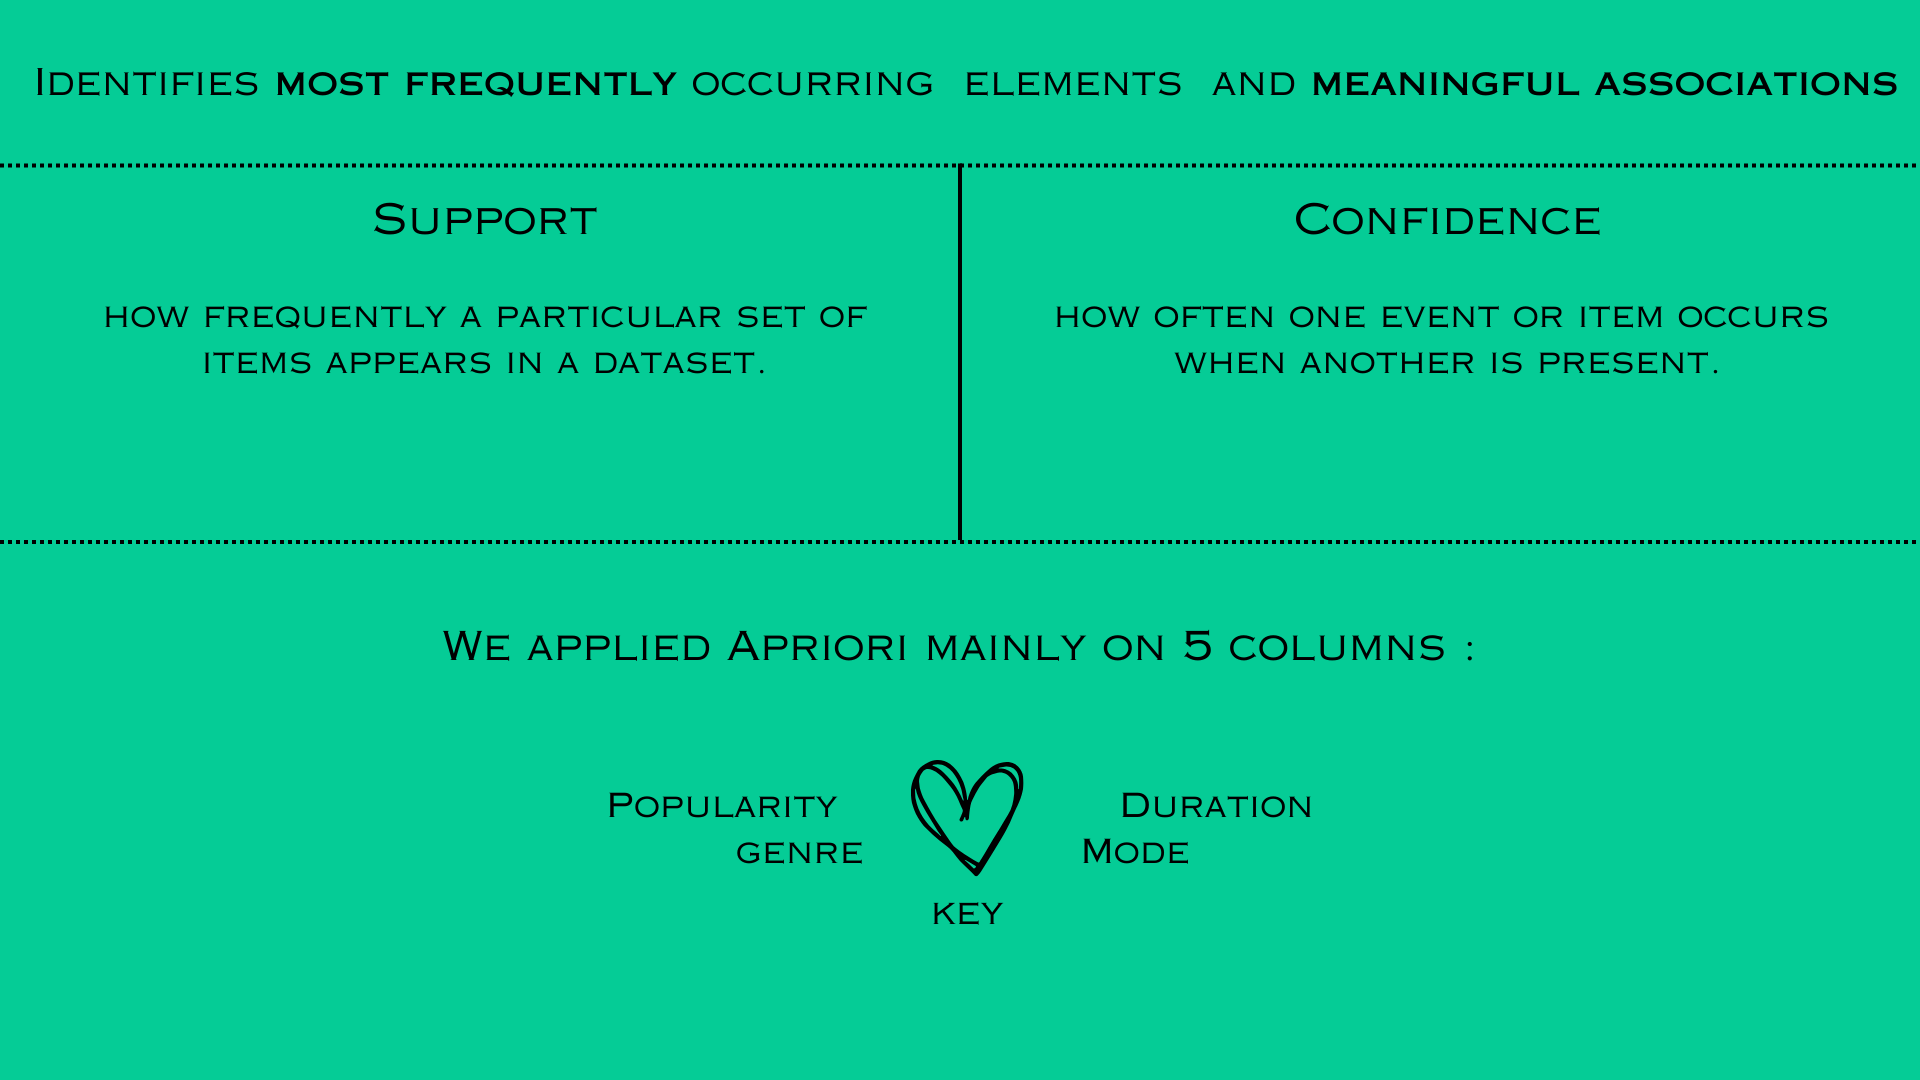 Identifies most frequently occurring elements and meaningful associations
Support
how frequently a particular set of
items appears in a dataset.
Confidence
how often one event or item occurs
when another is present.
We applied Apriori mainly on 5 columns :
Popularity
genre
Duration
Mode
key